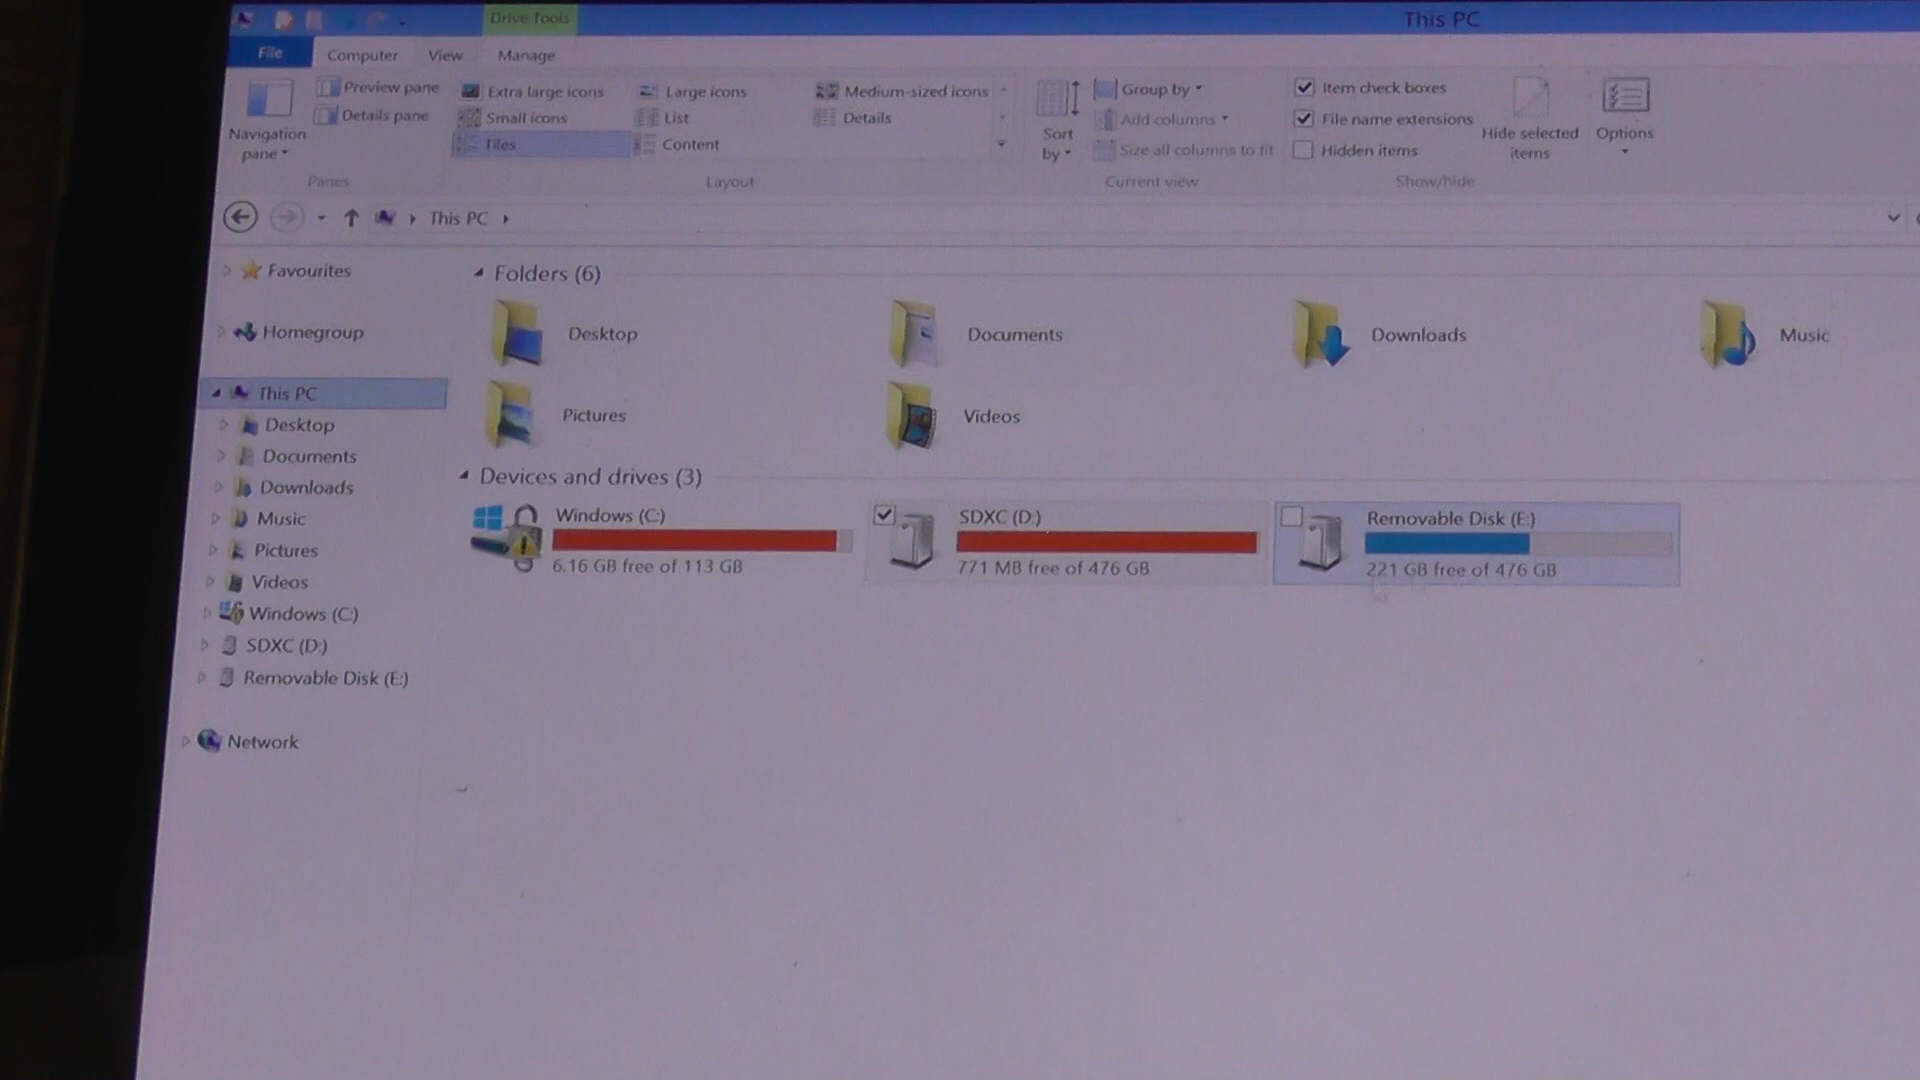 Drive Tools
This PC
File
Computer
View
Manage
Navigation pane
Preview pane
Details pane
Panes
Extra large icons
Large icons
Medium-sized icons
Small icons
List
Details
Tiles
Content
Layout
Sort by
Group by
Add columns
Size all columns to fit
Current view
Item check boxes
File name extensions
Hidden items
Hide selected items
Options
Show/hide
This PC
Favourites
Homegroup
This PC
Desktop
Documents
Downloads
Music
Pictures
Videos
Windows (C:)
SDXC (D:)
Removable Disk (E:)
Network
Folders (6)
Desktop
Documents
Downloads
Music
Pictures
Videos
Devices and drives (3)
Windows (C:)
6.16 GB free of 113 GB
SDXC (D:)
771 MB free of 476 GB
Removable Disk (E:)
221 GB free of 476 GB